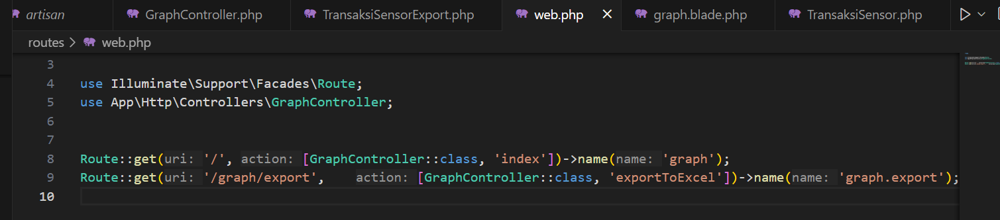 artisan GraphController.php TransaksiSensorExport.php web.php graph.blade.php TransaksiSensor.php
routes > web.php
3
4 use Illuminate\Support\Facades\Route;
5 use App\Http\Controllers\GraphController;
6
7
8 Route::get(uri: '/', action: [GraphController::class, 'index'])->name(name: 'graph');
9 Route::get(uri: '/graph/export', action: [GraphController::class, 'exportToExcel'])->name(name: 'graph.export');
10